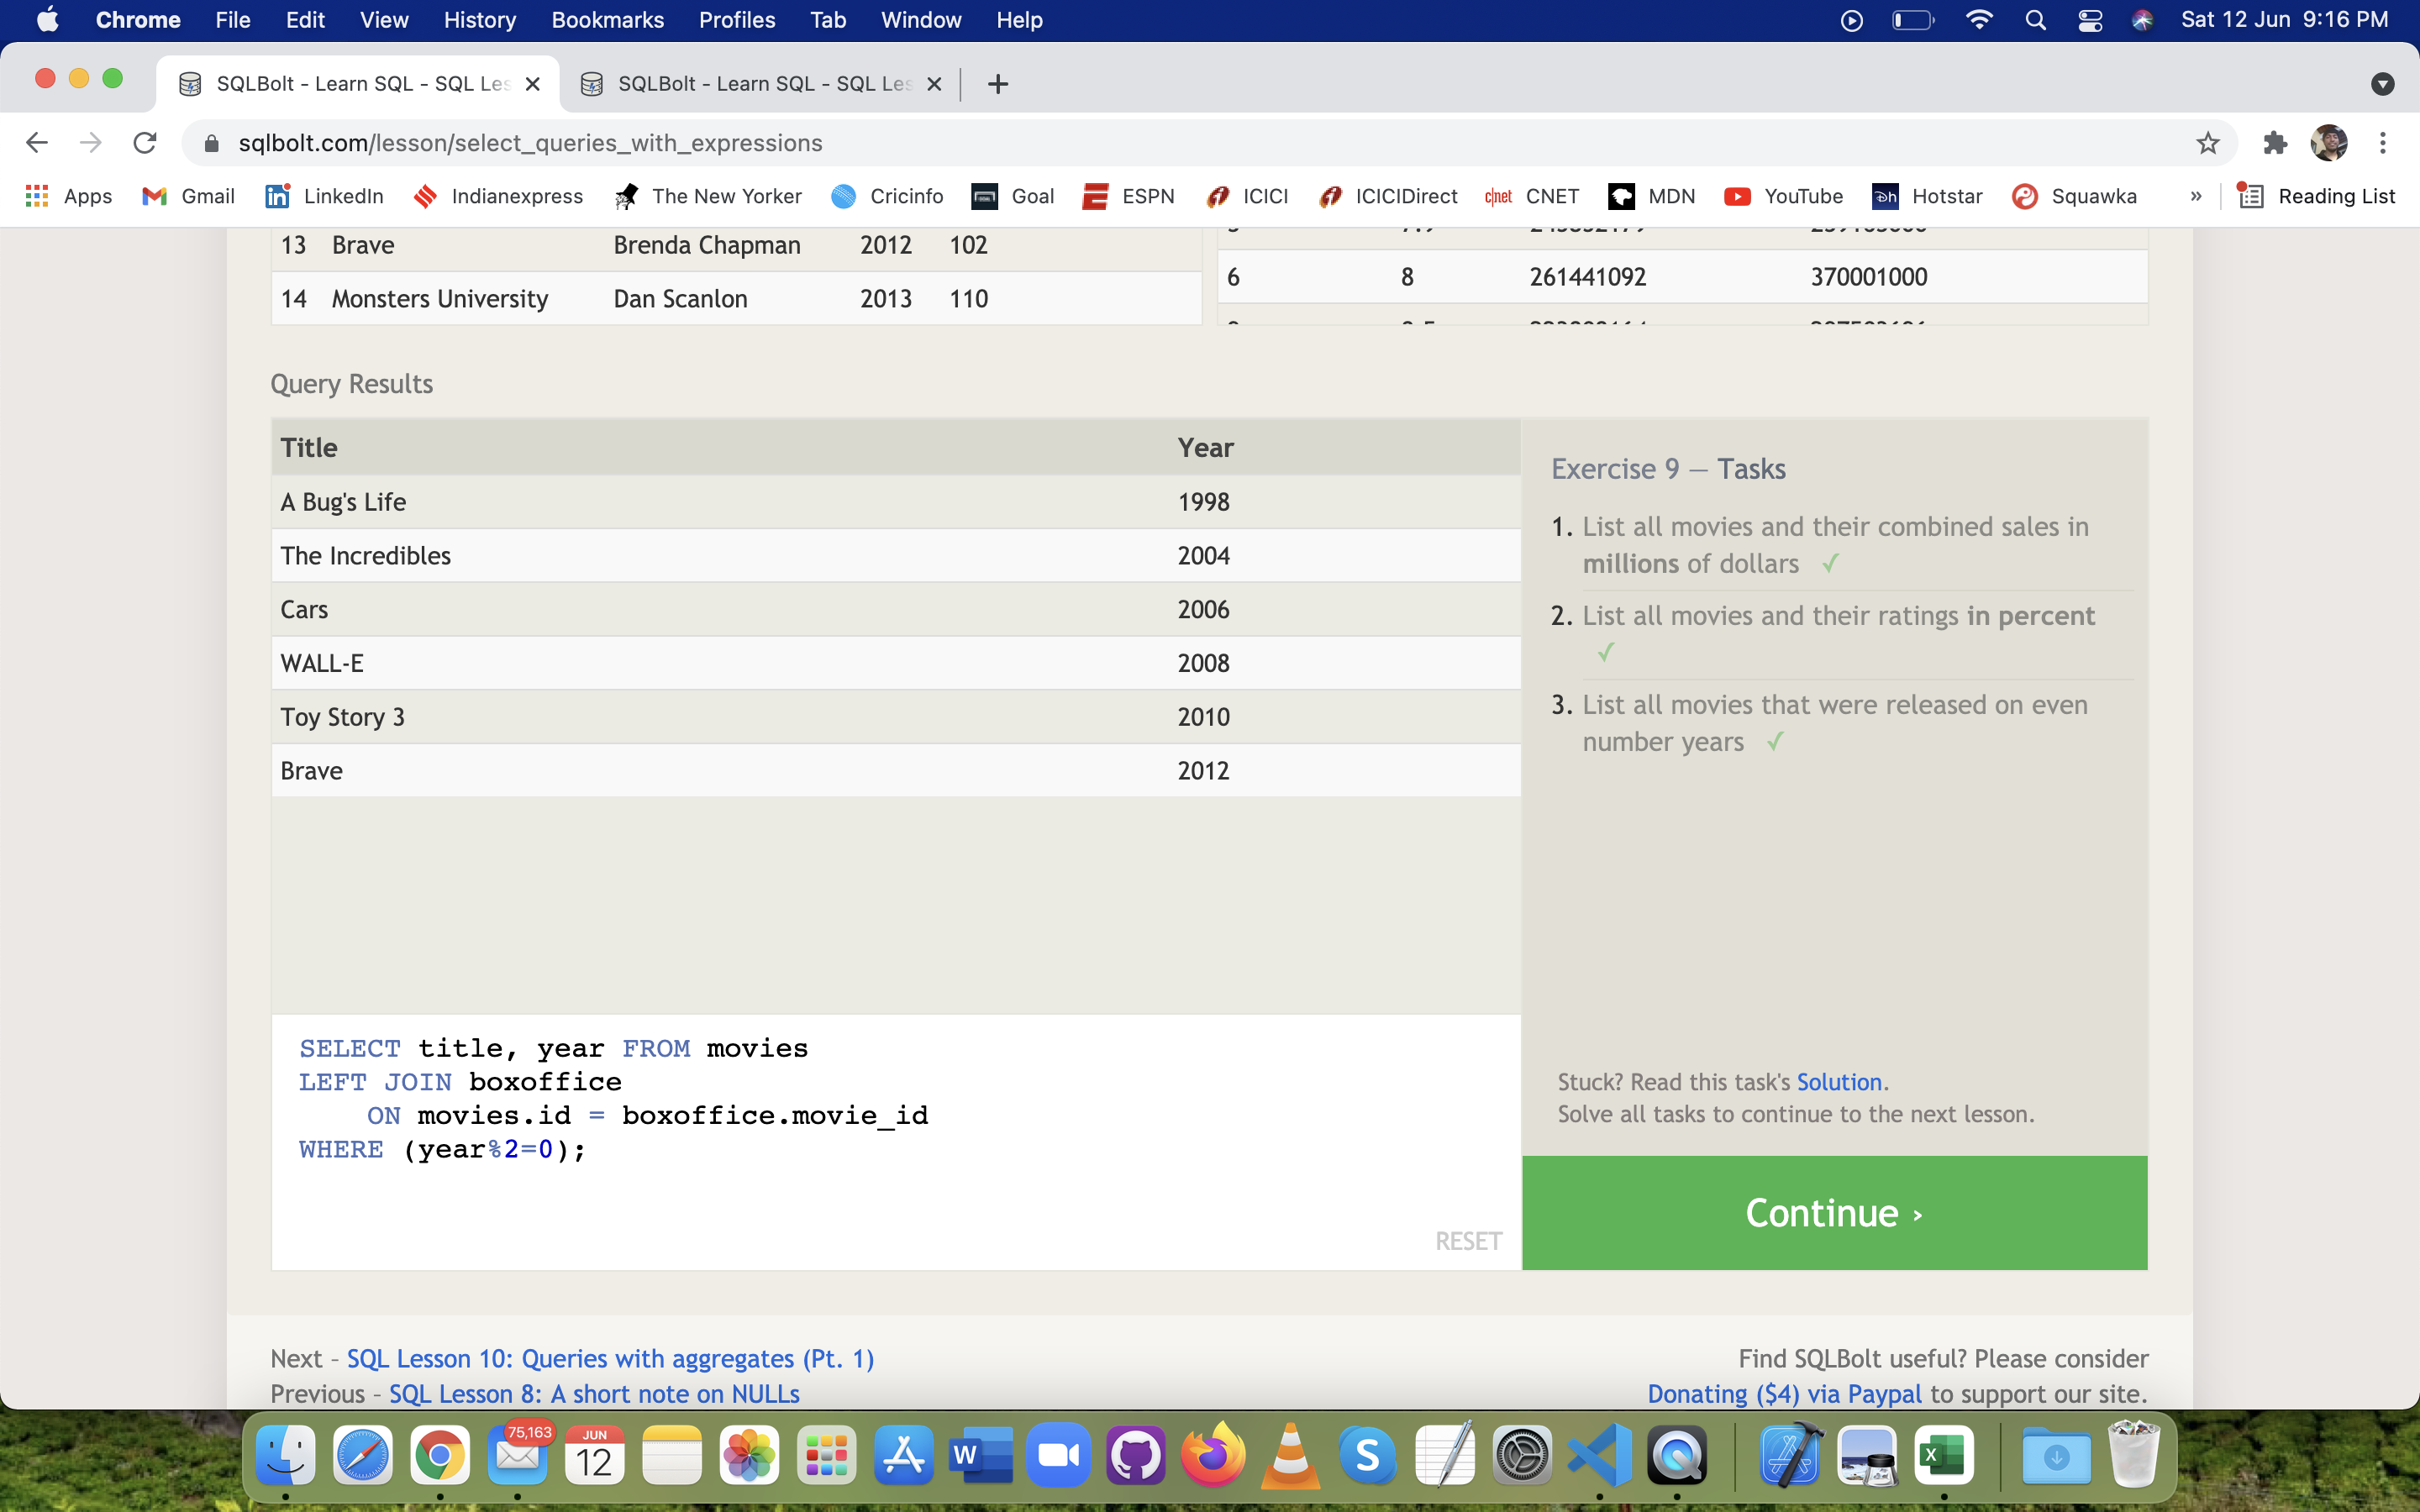 Chrome File Edit View History Bookmarks Profiles Tab Window Help Sat 12 Jun 9:16 PM
SQLBolt - Learn SQL - SQL Les SQLBolt - Learn SQL - SQL Les
sqlbolt.com/lesson/select_queries_with_expressions
Apps Gmail LinkedIn Indianexpress The New Yorker Cricinfo Goal ESPN ICICI ICICIDirect CNET MDN YouTube Hotstar Squawka » Reading List
13 Brave Brenda Chapman 2012 102
14 Monsters University Dan Scanlon 2013 110
6 8 261441092 370001000
Query Results
Title Year
A Bug's Life 1998
The Incredibles 2004
Cars 2006
WALL-E 2008
Toy Story 3 2010
Brave 2012
Exercise 9 — Tasks
1. List all movies and their combined sales in
millions of dollars ✓
2. List all movies and their ratings in percent
✓
3. List all movies that were released on even
number years ✓
SELECT title, year FROM movies
LEFT JOIN boxoffice
ON movies.id = boxoffice.movie_id
WHERE (year%2=0);
RESET
Stuck? Read this task's Solution.
Solve all tasks to continue to the next lesson.
Continue ›
Next – SQL Lesson 10: Queries with aggregates (Pt. 1)
Previous – SQL Lesson 8: A short note on NULLs
Find SQLBolt useful? Please consider
Donating ($4) via Paypal to support our site.
75,163
JUN
12